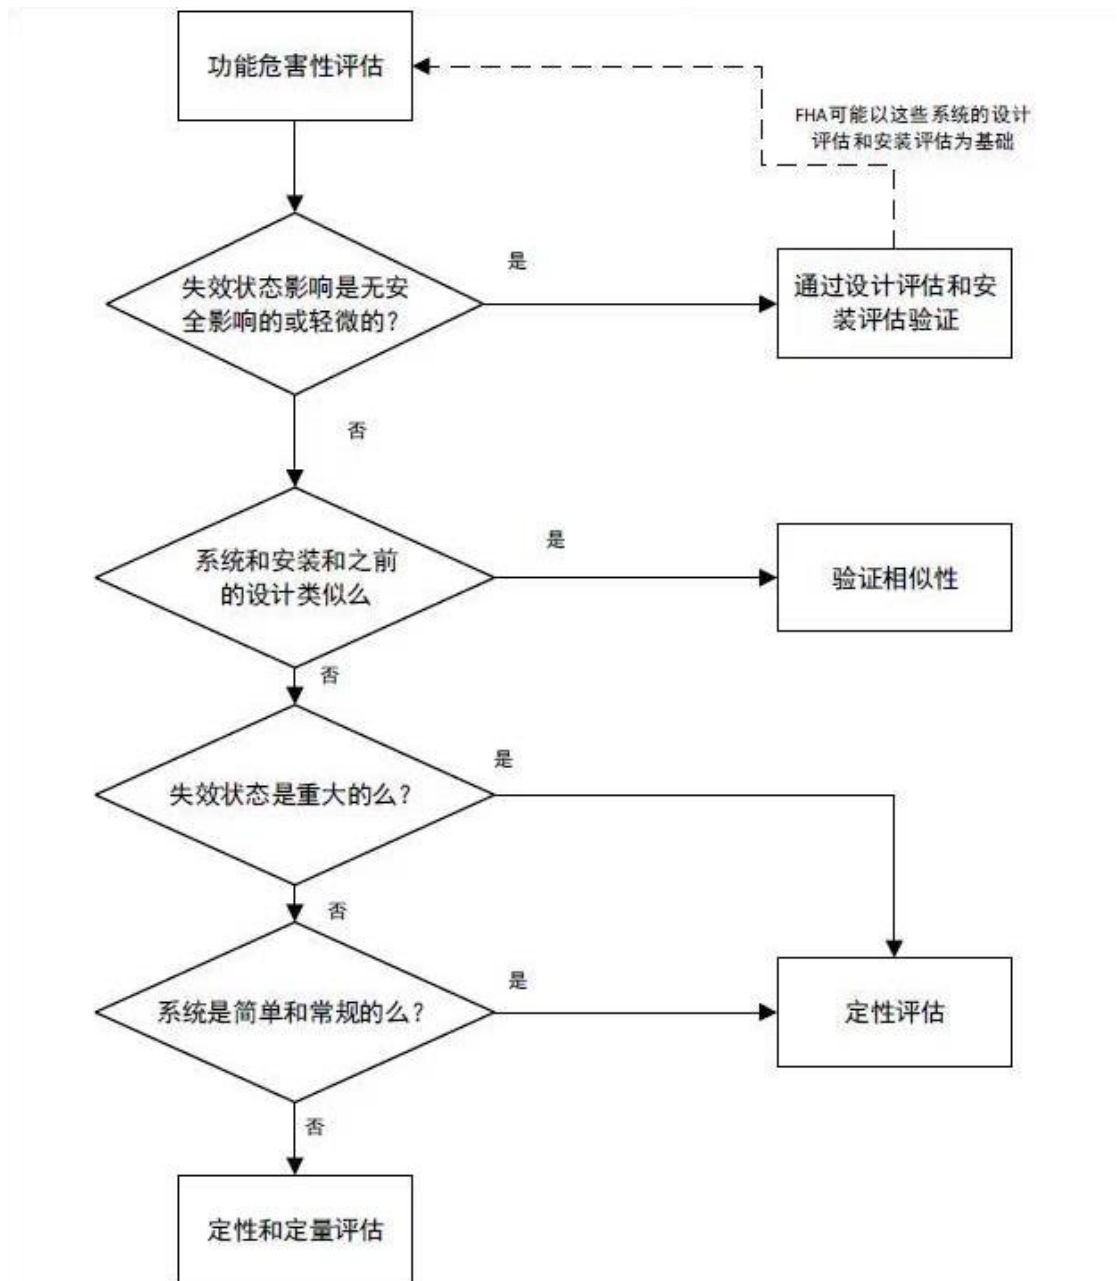 功能危害性评估
FHA可能以这些系统的设计
评估和安装评估为基础
是
失效状态影响是无安
全影响的或轻微的?
通过设计评估和安
装评估验证
否
是
系统和安装和之前
的设计类似么
验证相似性
否
是
失效状态是重大的么?
否
是
系统是简单和常规的么?
定性评估
否
定性和定量评估